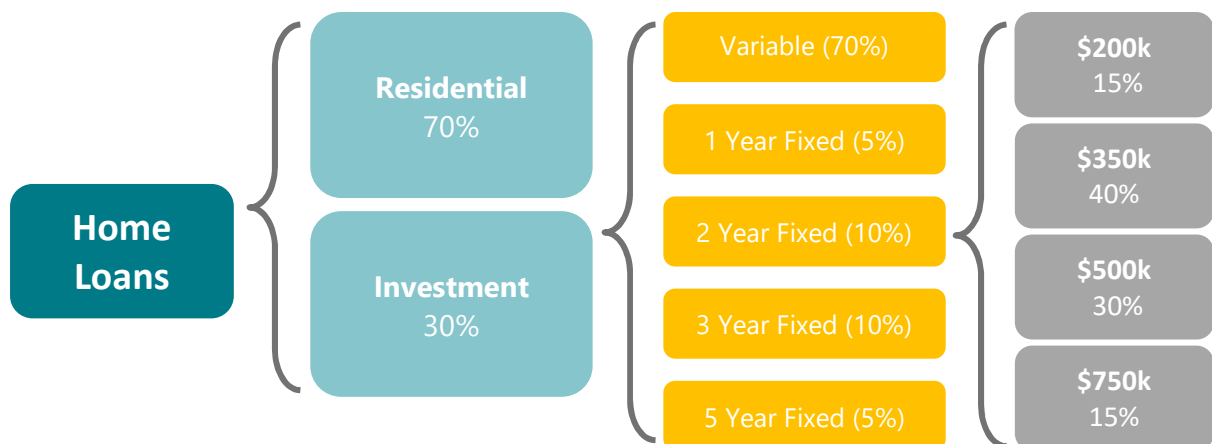 Home
Loans
Residential
70%
Investment
30%
Variable (70%)
1 Year Fixed (5%)
2 Year Fixed (10%)
3 Year Fixed (10%)
5 Year Fixed (5%)
$200k
15%
$350k
40%
$500k
30%
$750k
15%